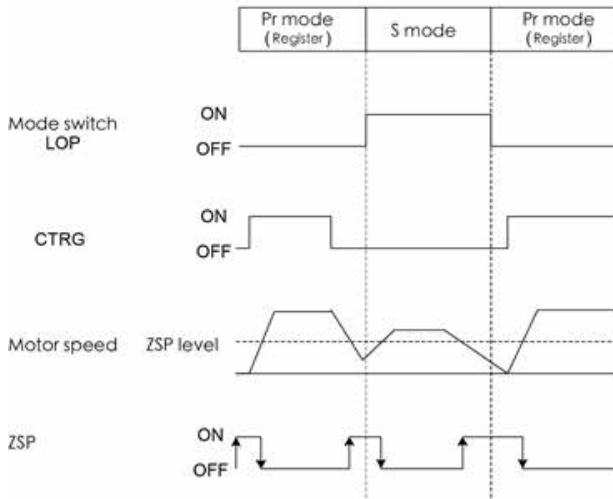 Pr mode
(Register)
S mode
Pr mode
(Register)
Mode switch
LOP
ON
OFF
CTRG
ON
OFF
Motor speed
ZSP level
ZSP
ON
OFF